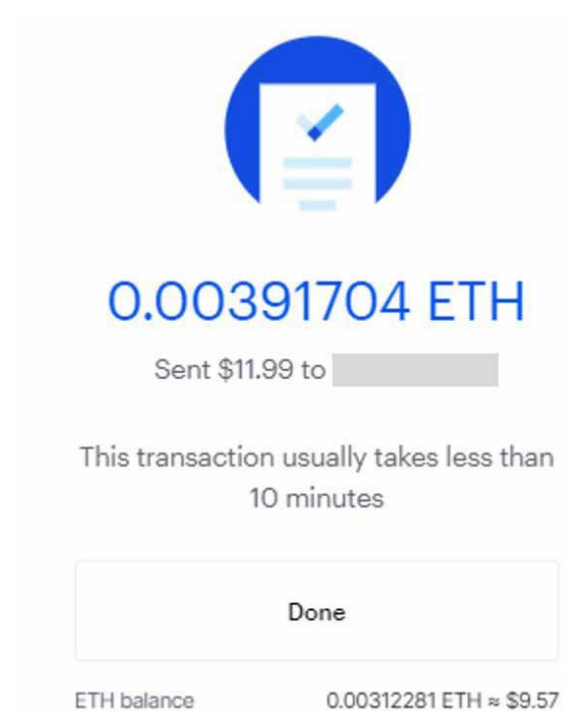 0.00391704 ETH
Sent $11.99 to
This transaction usually takes less than
10 minutes
Done
ETH balance 0.00312281 ETH ≈ $9.57